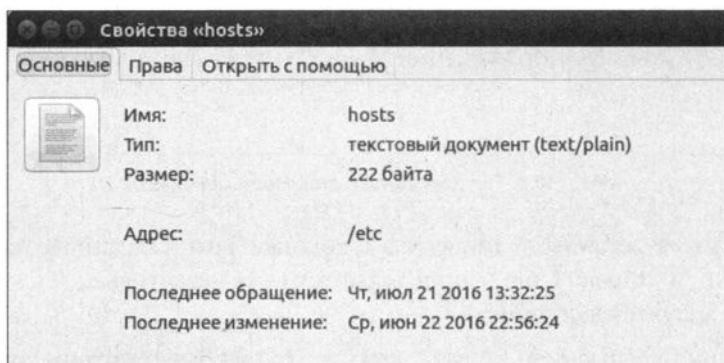 Свойства «hosts»
Основные Права Открыть с помощью
Имя: hosts
Тип: текстовый документ (text/plain)
Размер: 222 байта
Адрес: /etc
Последнее обращение: Чт, июл 21 2016 13:32:25
Последнее изменение: Ср, июн 22 2016 22:56:24